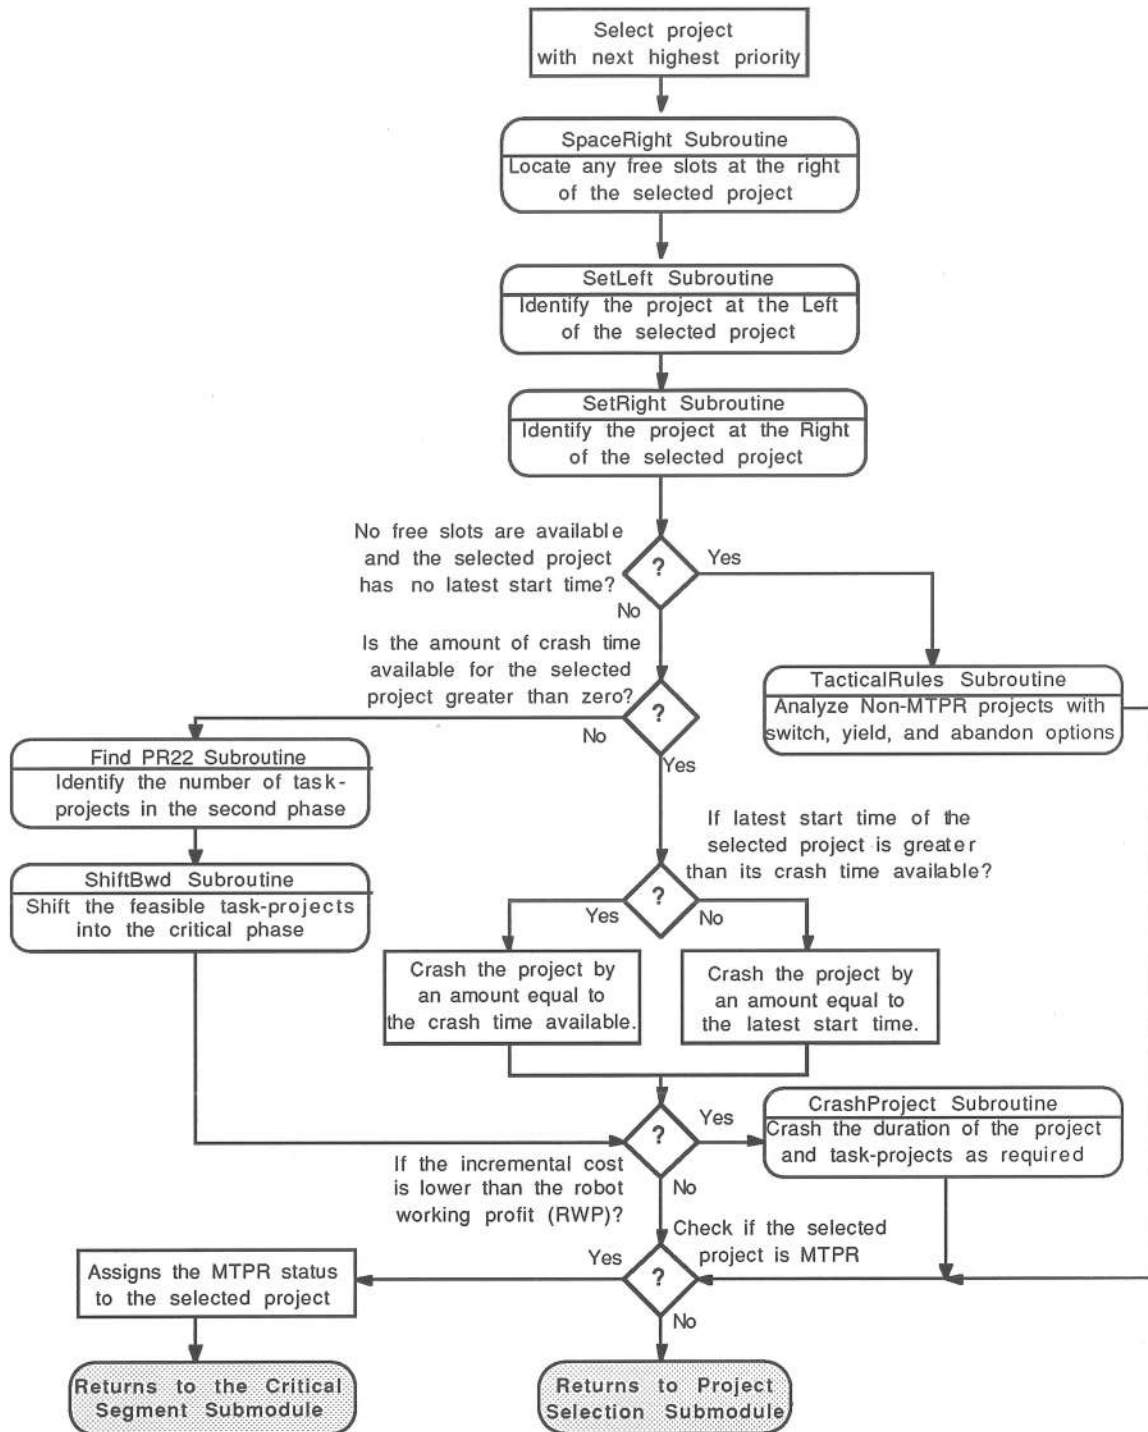 Select project
with next highest priority
SpaceRight Subroutine
Locate any free slots at the right
of the selected project
SetLeft Subroutine
Identify the project at the Left
of the selected project
SetRight Subroutine
Identify the project at the Right
of the selected project
No free slots are available
and the selected project
has no latest start time?
?
Yes
No
Is the amount of crash time
available for the selected
project greater than zero?
?
No
Yes
TacticalRules Subroutine
Analyze Non-MTPR projects with
switch, yield, and abandon options
Find PR22 Subroutine
Identify the number of task-
projects in the second phase
ShiftBwd Subroutine
Shift the feasible task-projects
into the critical phase
If latest start time of the
selected project is greater
than its crash time available?
?
Yes
No
Crash the project by
an amount equal to
the crash time available.
Crash the project by
an amount equal to
the latest start time.
?
Yes
No
If the incremental cost
is lower than the robot
working profit (RWP)?
CrashProject Subroutine
Crash the duration of the project
and task-projects as required
Check if the selected
project is MTPR
?
Yes
No
Assigns the MTPR status
to the selected project
Returns to the Critical
Segment Submodule
Returns to Project
Selection Submodule